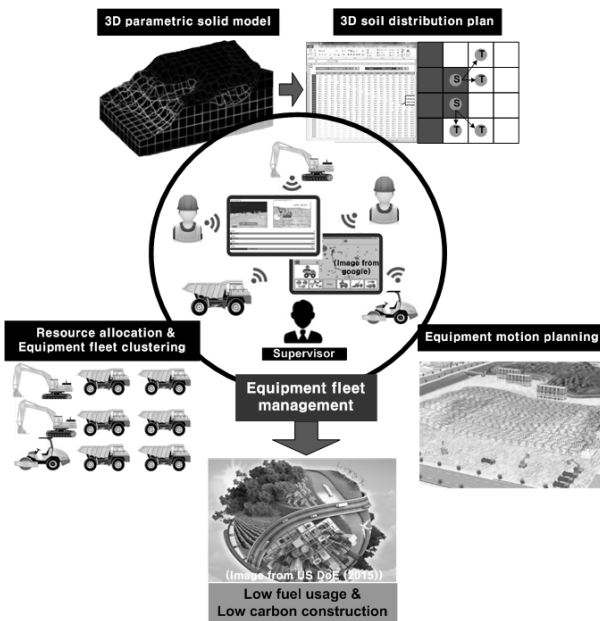 3D parametric solid model
3D soil distribution plan
T
S
T
S
T
T
(Image from
google)
Supervisor
Resource allocation &
Equipment fleet clustering
Equipment motion planning
Equipment fleet
management
(Image from US DoE (2015))
Low fuel usage &
Low carbon construction